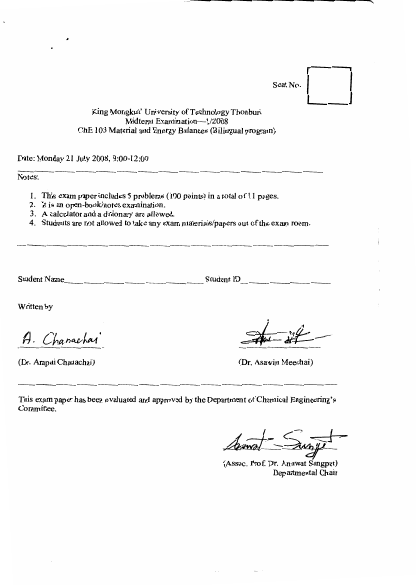 Seat No.
King Mongkut' University of Technology Thonburi
Midterm Examination—1/2008
ChE 103 Material and Energy Balances (Bilingual program)
Date: Monday 21 July 2008, 9:00-12:00
Notes:
1. This exam paper includes 5 problems (100 points) in a total of 11 pages.
2. It is an open-book/notes examination.
3. A calculator and a dictionary are allowed.
4. Students are not allowed to take any exam materials/papers out of the exam room.
Student Name Student ID
Written by
A. Chanachai
(Dr. Arapai Chanachai) (Dr. Asawin Meechai)
This exam paper has been evaluated and approved by the Department of Chemical Engineering's
Committee.
Anawat Sungpet
(Assoc. Prof. Dr. Anawat Sungpet)
Departmental Chair